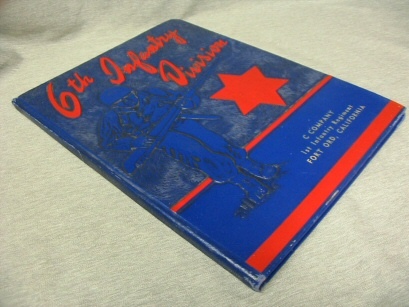 6th Infantry
Division
C COMPANY
1st Infantry Regiment
FORT ORD, CALIFORNIA